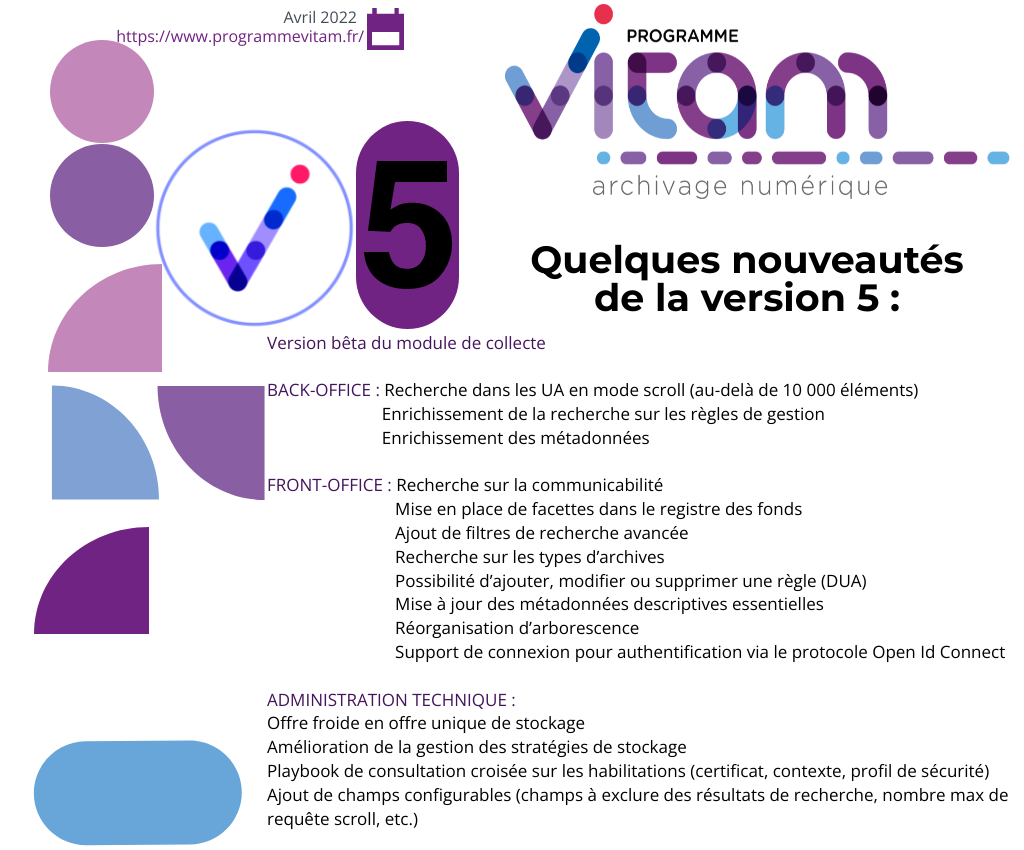 Avril 2022
https://www.programmevitam.fr/
PROGRAMME
vitam
archivage numérique
5
Quelques nouveautés
de la version 5 :
Version bêta du module de collecte
BACK-OFFICE : Recherche dans les UA en mode scroll (au-delà de 10 000 éléments)
Enrichissement de la recherche sur les règles de gestion
Enrichissement des métadonnées
FRONT-OFFICE : Recherche sur la communicabilité
Mise en place de facettes dans le registre des fonds
Ajout de filtres de recherche avancée
Recherche sur les types d’archives
Possibilité d’ajouter, modifier ou supprimer une règle (DUA)
Mise à jour des métadonnées descriptives essentielles
Réorganisation d’arborescence
Support de connexion pour authentification via le protocole Open Id Connect
ADMINISTRATION TECHNIQUE :
Offre froide en offre unique de stockage
Amélioration de la gestion des stratégies de stockage
Playbook de consultation croisée sur les habilitations (certificat, contexte, profil de sécurité)
Ajout de champs configurables (champs à exclure des résultats de recherche, nombre max de
requête scroll, etc.)